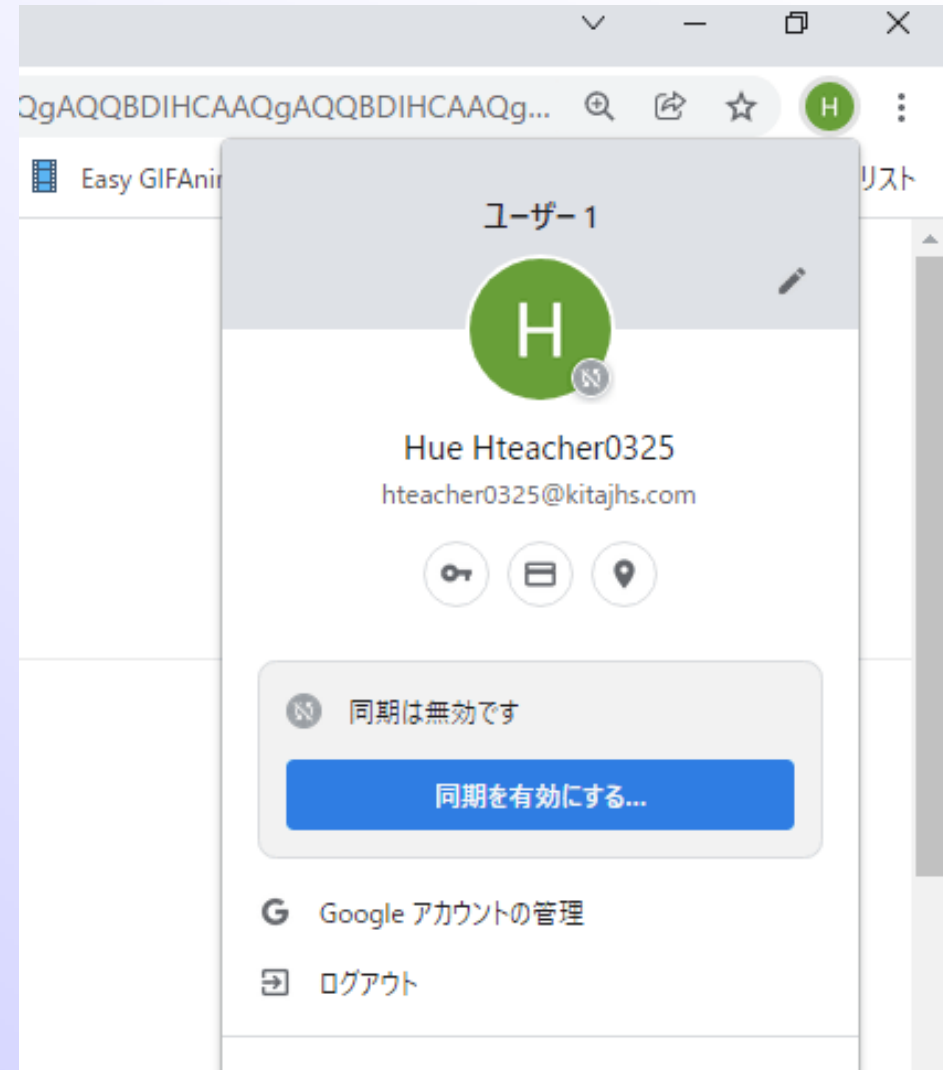 QgAQQBDIHCAAQgAQQBDIHCAAQg...
H
Easy GIFAni
リスト
ユーザー 1
H
Hue Hteacher0325
hteacher0325@kitajhs.com
同期は無効です
同期を有効にする...
G Google アカウントの管理
ログアウト